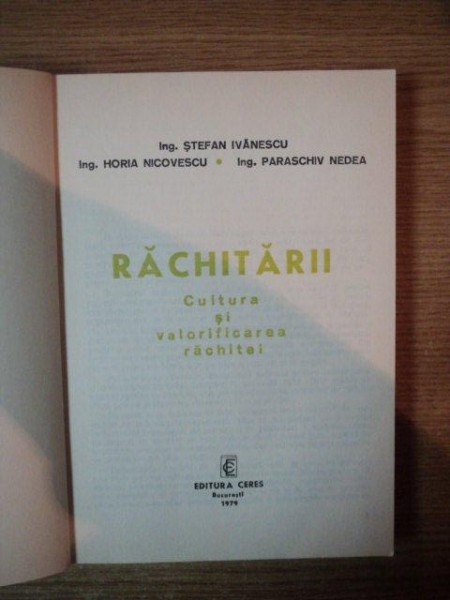 Ing. ŞTEFAN IVĂNESCU
Ing. HORIA NICOVESCU • Ing. PARASCHIV NEDEA
RĂCHITĂRII
Cultura
şi
valorificarea
răchitei
EDITURA CERES
Bucureşti
1979